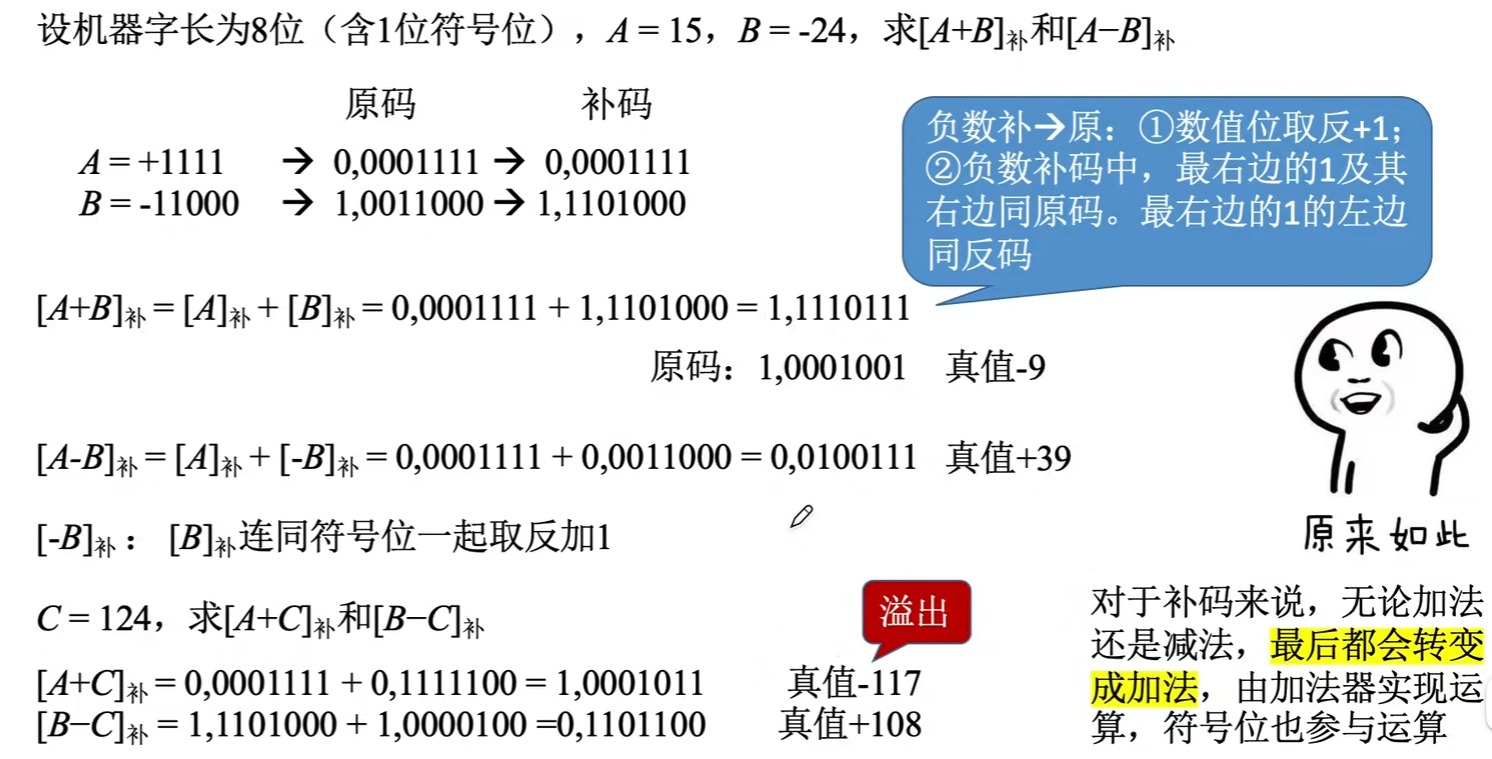 设机器字长为8位（含1位符号位），A = 15，B = -24，求[A+B]补和[A−B]补
原码 补码
A = +1111 → 0,0001111 → 0,0001111
B = -11000 → 1,0011000 → 1,1101000
负数补→原：①数值位取反+1；
②负数补码中，最右边的1及其
右边同原码。最右边的1的左边
同反码
[A+B]补 = [A]补 + [B]补 = 0,0001111 + 1,1101000 = 1,1110111
原码：1,0001001 真值-9
[A-B]补 = [A]补 + [-B]补 = 0,0001111 + 0,0011000 = 0,0100111 真值+39
[-B]补： [B]补连同符号位一起取反加1
原来如此
C = 124，求[A+C]补和[B−C]补
溢出
[A+C]补 = 0,0001111 + 0,1111100 = 1,0001011 真值-117
[B−C]补 = 1,1101000 + 1,0000100 =0,1101100 真值+108
对于补码来说，无论加法
还是减法，最后都会转变
成加法，由加法器实现运
算，符号位也参与运算